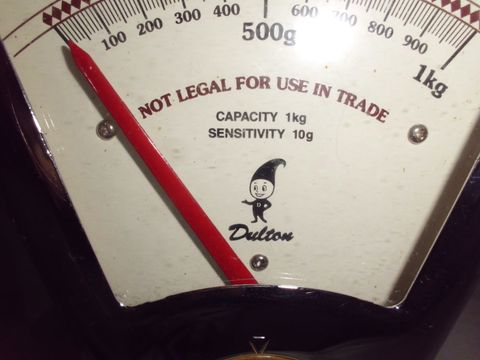 100 200 300 400 500g 600 700 800 900 1kg
NOT LEGAL FOR USE IN TRADE
CAPACITY 1kg
SENSITIVITY 10g
Dulton